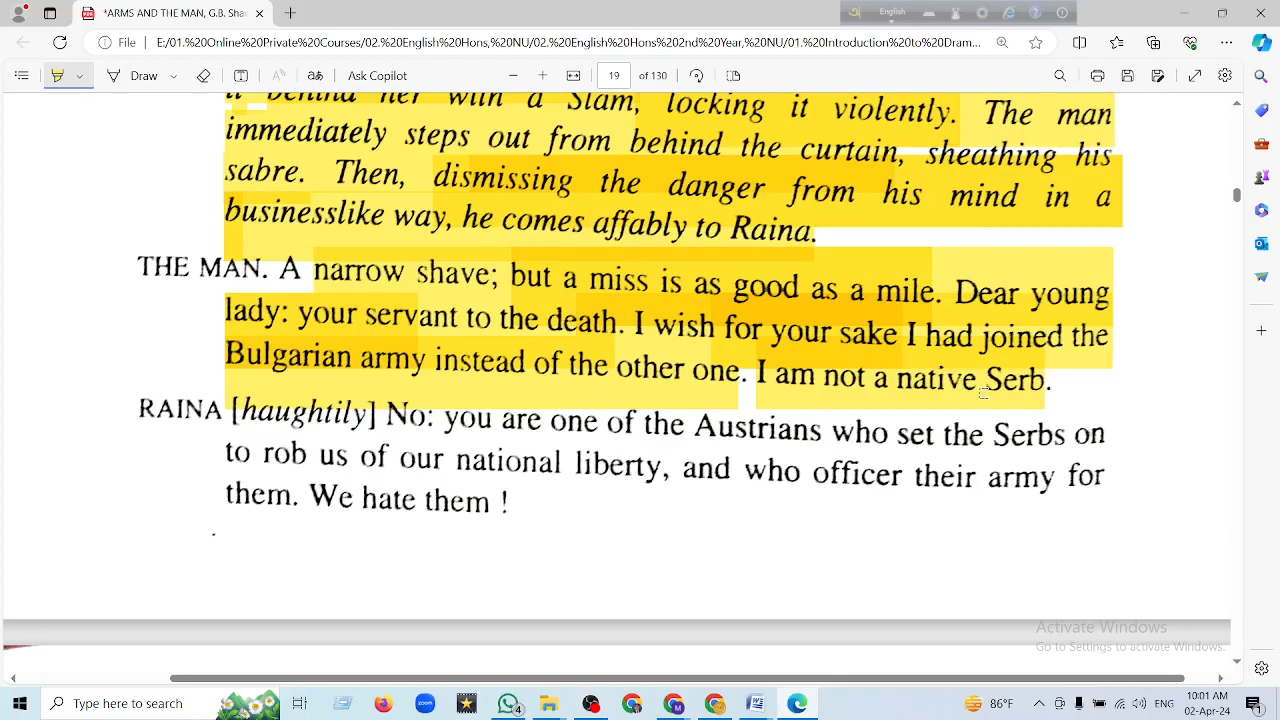 *ARMS AND THE MAN, G.B. Shaw
English
File
E:/01.%20Online%20Private%20Courses/02.%20English%20Hons,%20NU/02.%20English%20Hons%202nd%20Year,%20NU/01.%20Introduction%20to%20Dram...
Draw
Ask Copilot
19 of 130
it behind her with a Slam, locking it violently. The man
immediately steps out from behind the curtain, sheathing his
sabre. Then, dismissing the danger from his mind in a
businesslike way, he comes affably to Raina.
THE MAN. A narrow shave; but a miss is as good as a mile. Dear young
lady: your servant to the death. I wish for your sake I had joined the
Bulgarian army instead of the other one. I am not a native Serb.
RAINA [haughtily] No: you are one of the Austrians who set the Serbs on
to rob us of our national liberty, and who officer their army for
them. We hate them !
Activate Windows
Go to Settings to activate Windows.
Type here to search
zoom
4
86°F
10:01 AM
02-Apr-24
1